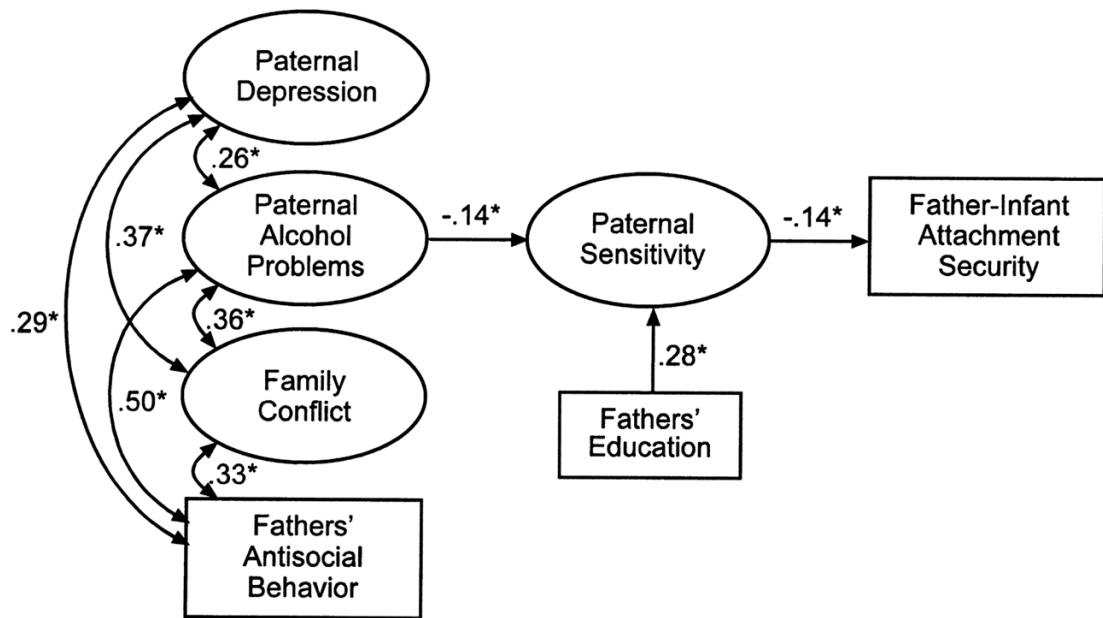 Paternal
Depression
.26*
Paternal
Alcohol
Problems
-.14*
Paternal
Sensitivity
-.14*
Father-Infant
Attachment
Security
.37*
.29*
.36*
.28*
.50*
Family
Conflict
Fathers'
Education
.33*
Fathers'
Antisocial
Behavior